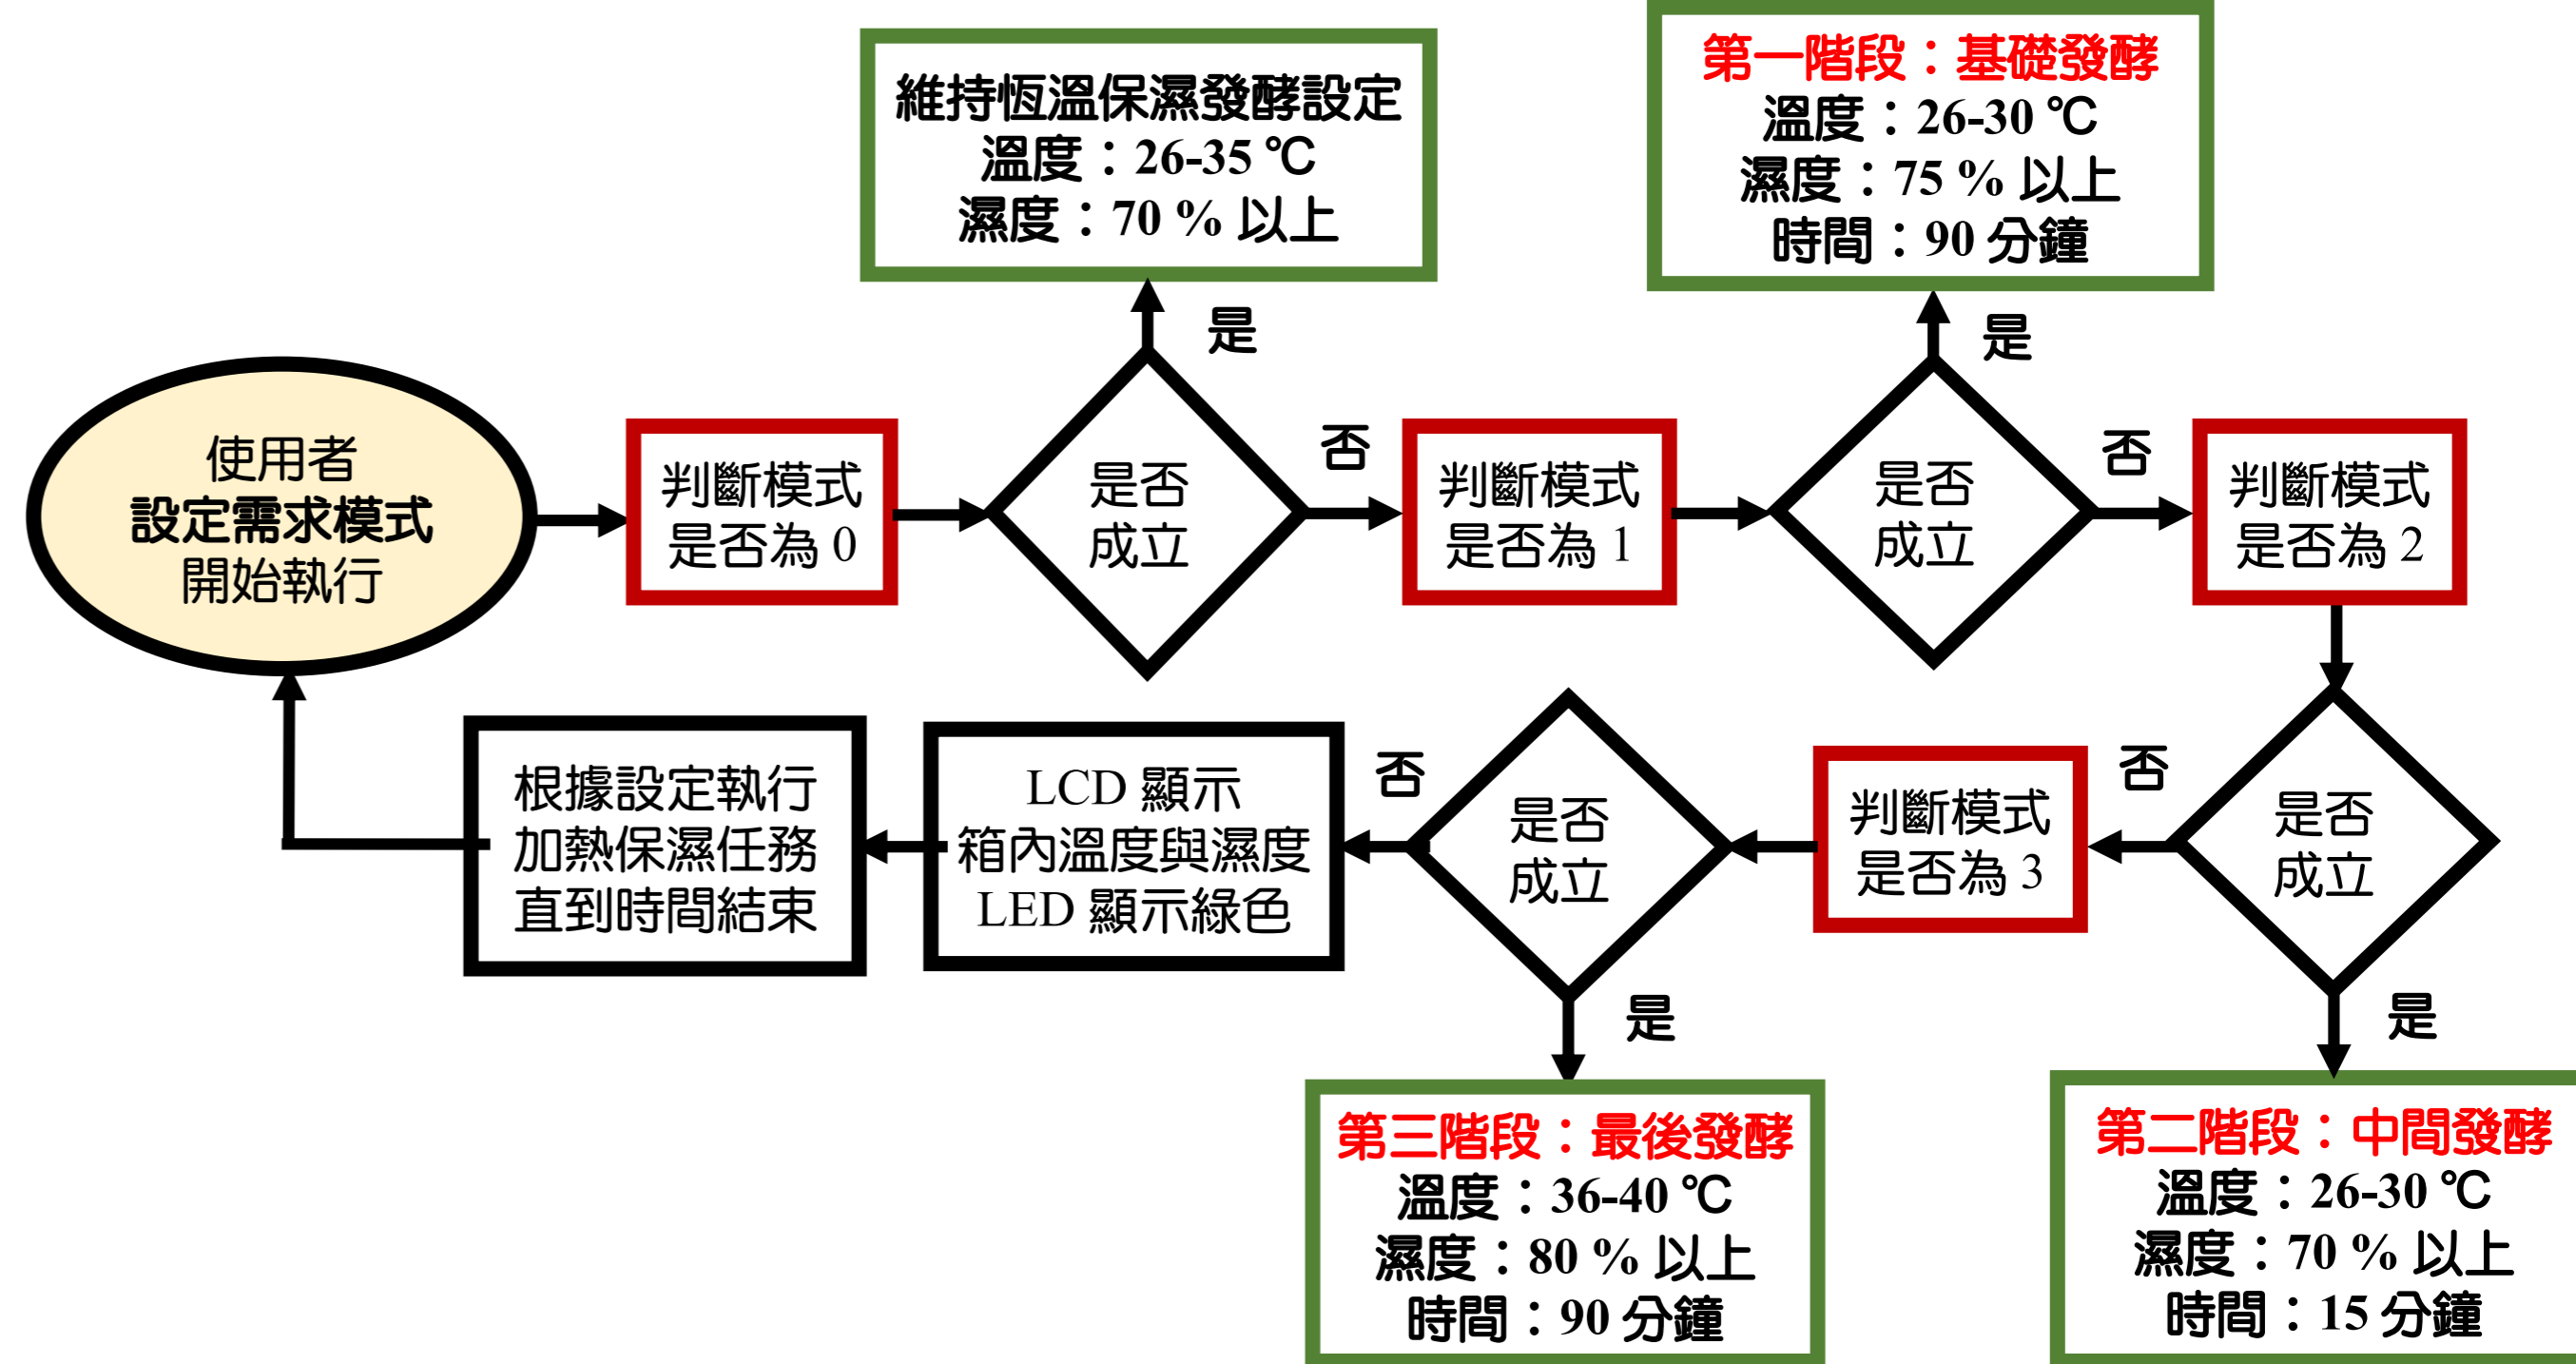 維持恆溫保濕發酵設定
溫度：26-35 ℃
濕度：70 % 以上
第一階段：基礎發酵
溫度：26-30 ℃
濕度：75 % 以上
時間：90 分鐘
是
是
使用者
設定需求模式
開始執行
判斷模式
是否為 0
是否
成立
否
判斷模式
是否為 1
是否
成立
否
判斷模式
是否為 2
是否
成立
否
判斷模式
是否為 3
是否
成立
否
LCD 顯示
箱內溫度與濕度
LED 顯示綠色
根據設定執行
加熱保濕任務
直到時間結束
是
是
第三階段：最後發酵
溫度：36-40 ℃
濕度：80 % 以上
時間：90 分鐘
第二階段：中間發酵
溫度：26-30 ℃
濕度：70 % 以上
時間：15 分鐘